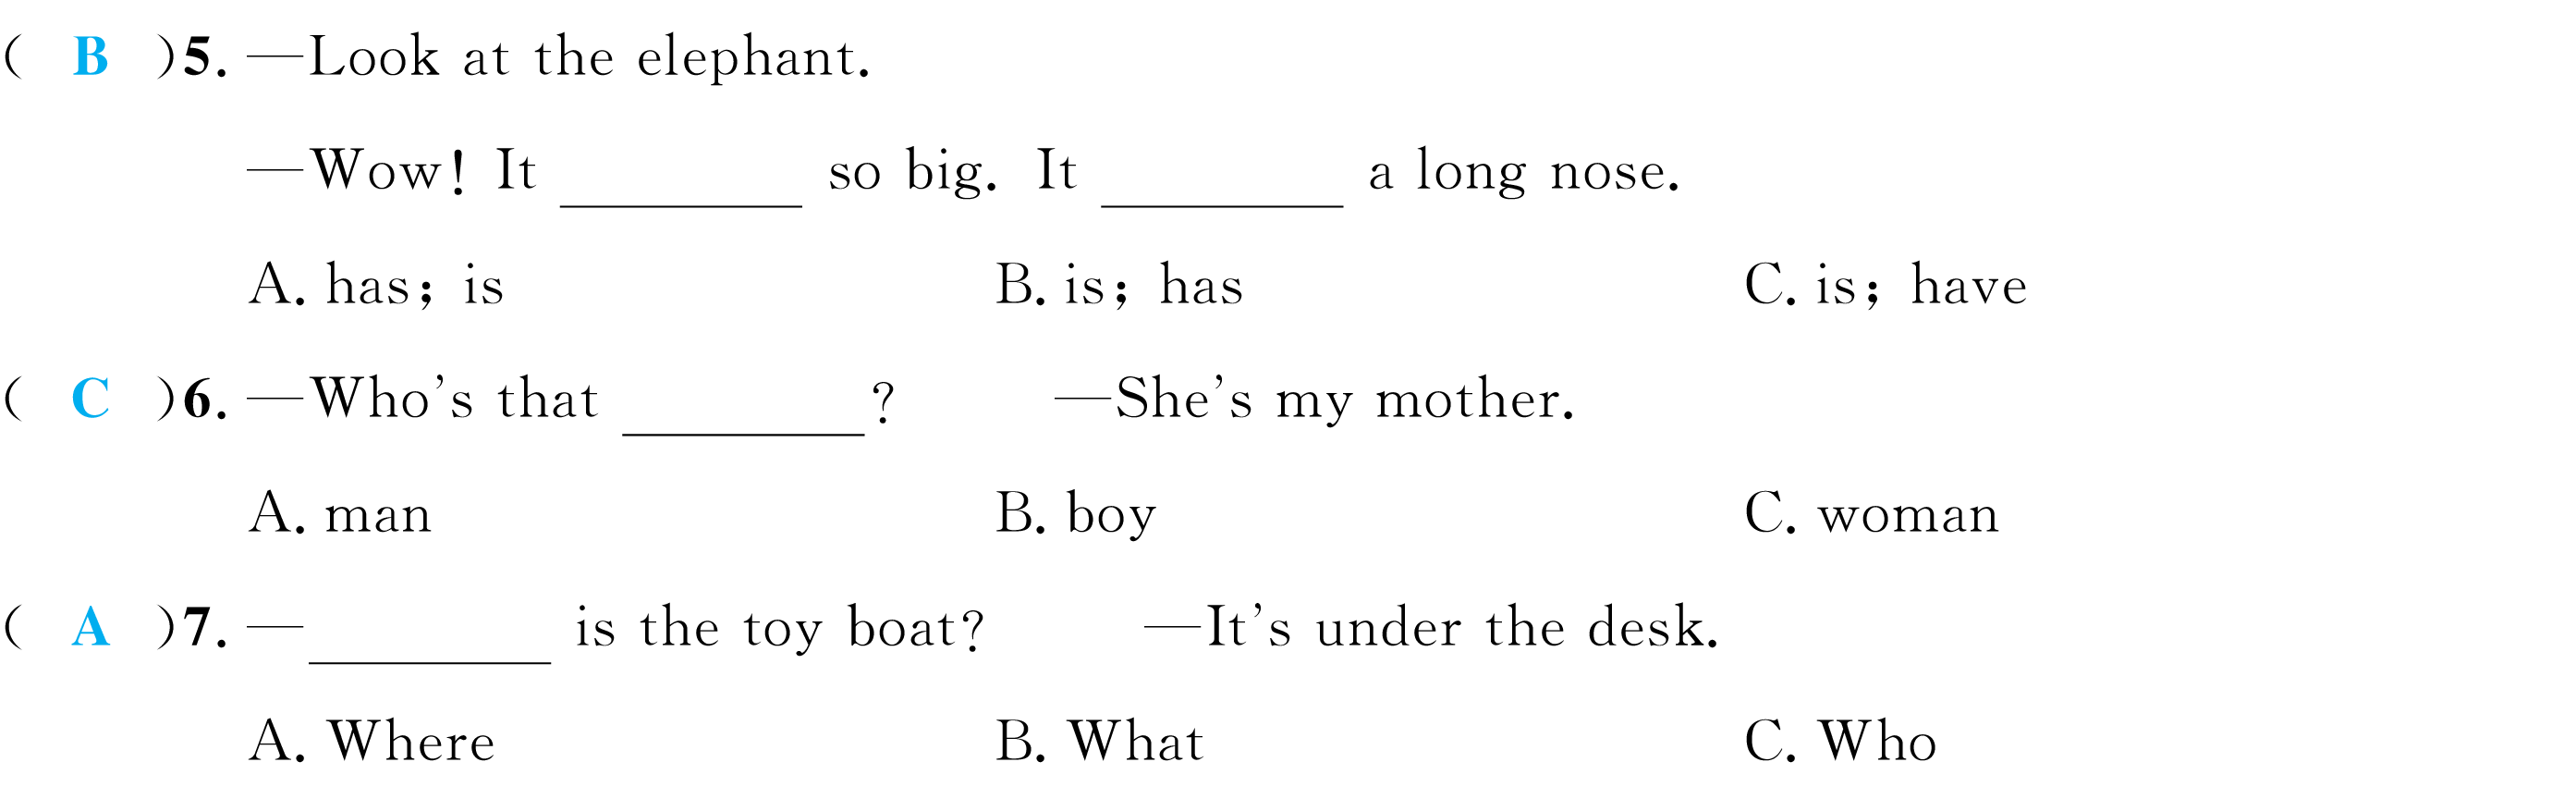 ( B )5. —Look at the elephant.
—Wow! It ________ so big. It ________ a long nose.
A. has; is B. is; has C. is; have
( C )6. —Who's that ________? —She's my mother.
A. man B. boy C. woman
( A )7. —________ is the toy boat? —It's under the desk.
A. Where B. What C. Who